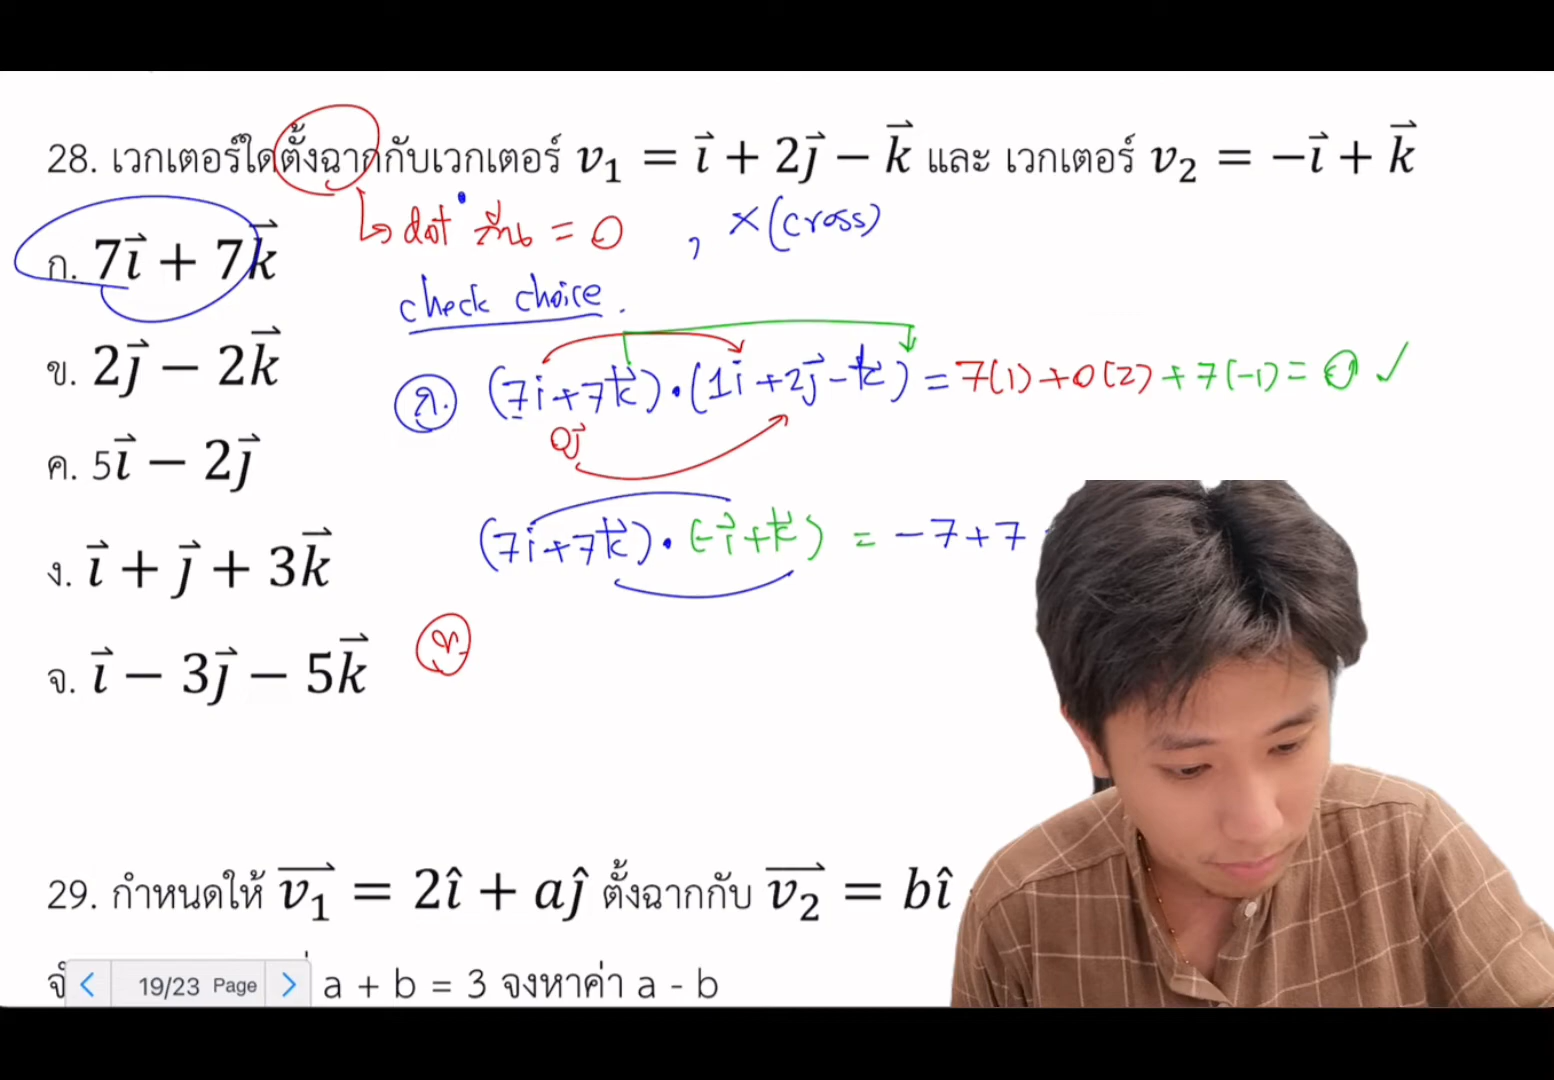 28. เวกเตอร์ใดตั้งฉากกับเวกเตอร์ v₁ = i⃗ + 2j⃗ − k⃗ และ เวกเตอร์ v₂ = −i⃗ + k⃗
↳ dot กัน = 0 , × (cross)
ก. 7i⃗ + 7k⃗
check choice.
ข. 2j⃗ − 2k⃗
ก. (7i⃗ + 7k⃗) · (1i⃗ + 2j⃗ − k⃗) = 7(1) + 0(2) + 7(−1) = 0 ✓
0j⃗
ค. 5i⃗ − 2j⃗
(7i⃗ + 7k⃗) · (−i⃗ + k⃗) = −7 + 7
ง. i⃗ + j⃗ + 3k⃗
ข.
จ. i⃗ − 3j⃗ − 5k⃗
29. กำหนดให้ v₁⃗ = 2î + aĵ ตั้งฉากกับ v₂⃗ = bî
19/23 Page
a + b = 3 จงหาค่า a - b